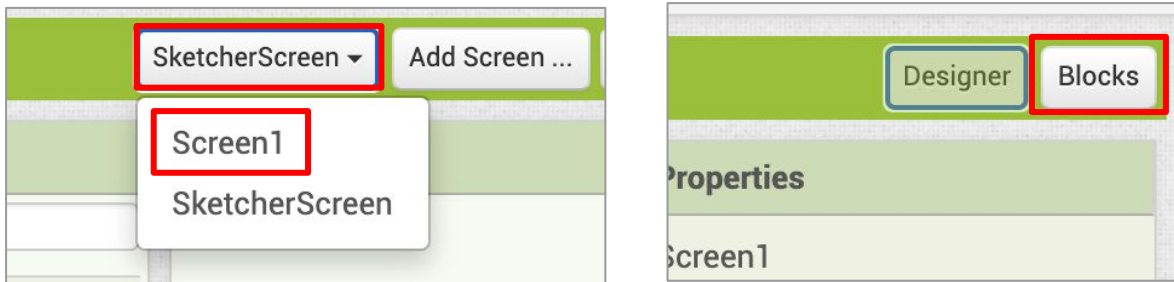 SketcherScreen
Add Screen ...
Screen1
SketcherScreen
Designer
Blocks
Properties
Screen1